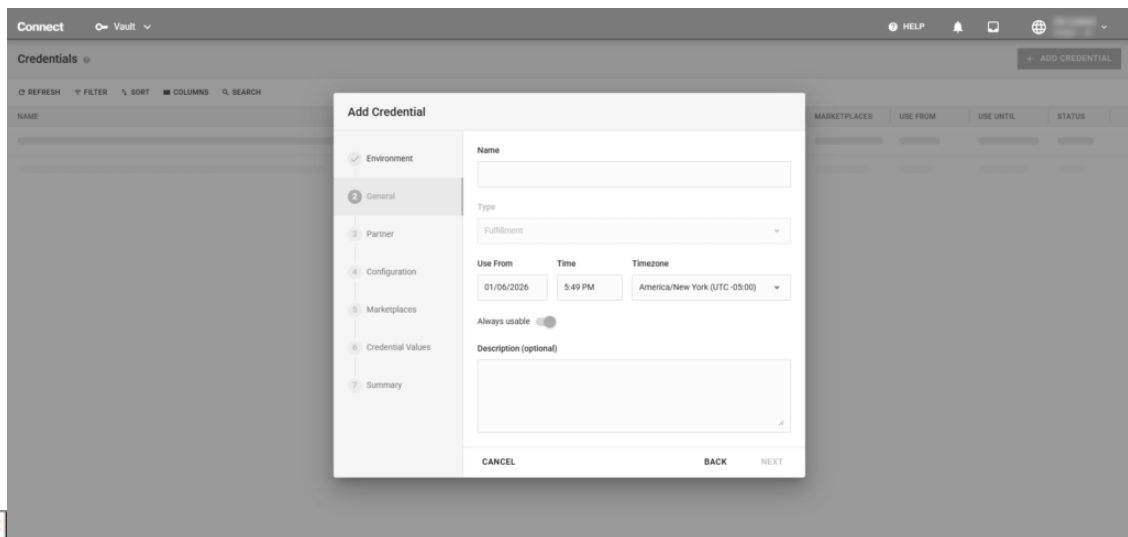 Connect Vault HELP
Credentials + ADD CREDENTIAL
REFRESH FILTER SORT COLUMNS SEARCH
NAME MARKETPLACES USE FROM USE UNTIL STATUS
Add Credential
Environment
2 General
3 Partner
4 Configuration
5 Marketplaces
6 Credential Values
7 Summary
Name
Type
Fulfillment
Use From Time Timezone
01/06/2026 5:49 PM America/New York (UTC -05:00)
Always usable
Description (optional)
CANCEL BACK NEXT